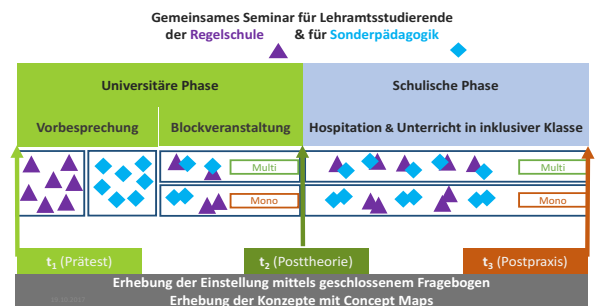 Gemeinsames Seminar für Lehramtsstudierende
der Regelschule & für Sonderpädagogik
Universitäre Phase
Schulische Phase
Vorbesprechung
Blockveranstaltung
Hospitation & Unterricht in inklusiver Klasse
Multi
Multi
Mono
Mono
t₁ (Prätest)
t₂ (Posttheorie)
t₃ (Postpraxis)
Erhebung der Einstellung mittels geschlossenem Fragebogen
Erhebung der Konzepte mit Concept Maps